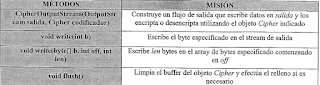 MÉTODOS MISIÓN
CipherOutputStream(OutputStr Construye un flujo de salida que escribe datos en salida y los
eam salida, Cipher codificador) encripta o desencripta utilizando el objeto Cipher indicado
void write(int b) Escribe el byte especificado en el stream de salida
void write(byte[] b, int off, int Escribe len bytes en el array de bytes especificado comenzando
len) en off
void flush() Limpia el buffer del objeto Cipher y efectúa el relleno si es
necesario